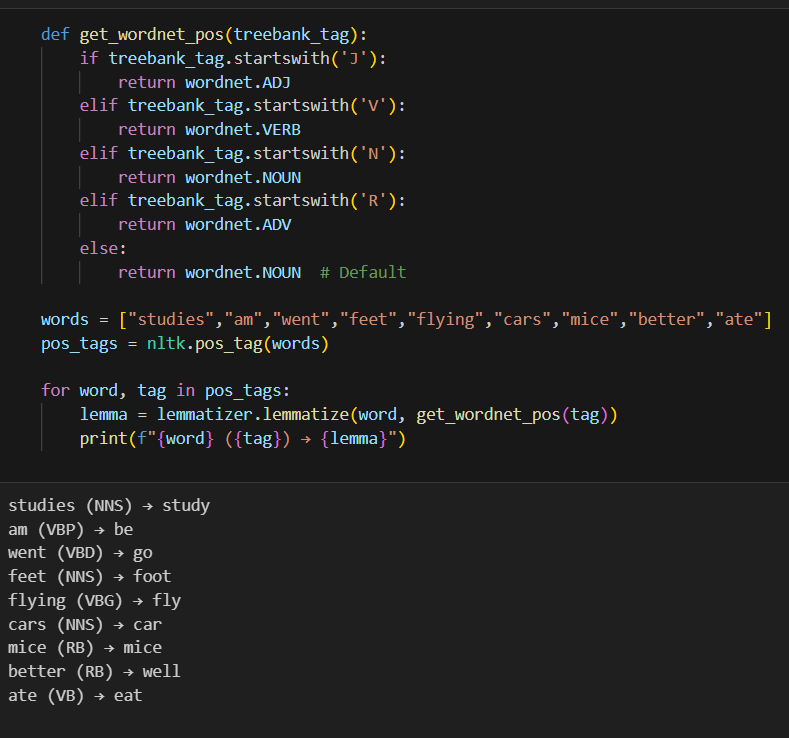 def get_wordnet_pos(treebank_tag):
    if treebank_tag.startswith('J'):
        return wordnet.ADJ
    elif treebank_tag.startswith('V'):
        return wordnet.VERB
    elif treebank_tag.startswith('N'):
        return wordnet.NOUN
    elif treebank_tag.startswith('R'):
        return wordnet.ADV
    else:
        return wordnet.NOUN  # Default
words = ["studies","am","went","feet","flying","cars","mice","better","ate"]
pos_tags = nltk.pos_tag(words)
for word, tag in pos_tags:
    lemma = lemmatizer.lemmatize(word, get_wordnet_pos(tag))
    print(f"{word} ({tag}) → {lemma}")
studies (NNS) → study
am (VBP) → be
went (VBD) → go
feet (NNS) → foot
flying (VBG) → fly
cars (NNS) → car
mice (RB) → mice
better (RB) → well
ate (VB) → eat